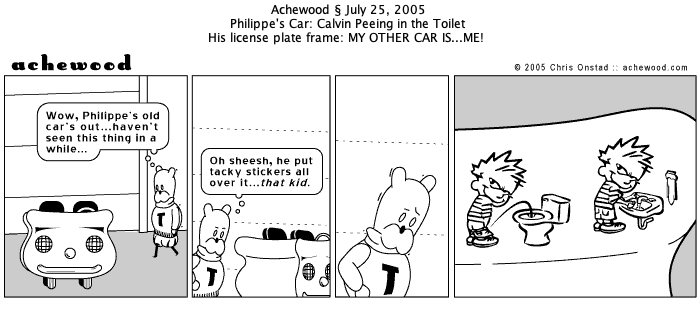 Achewood § July 25, 2005
Philippe's Car: Calvin Peeing in the Toilet
His license plate frame: MY OTHER CAR IS...ME!
achewood
© 2005 Chris Onstad :: achewood.com
Wow, Philippe's old
car's out...haven't
seen this thing in a
while...
T
Oh sheesh, he put
tacky stickers all
over it...that kid.
T
T